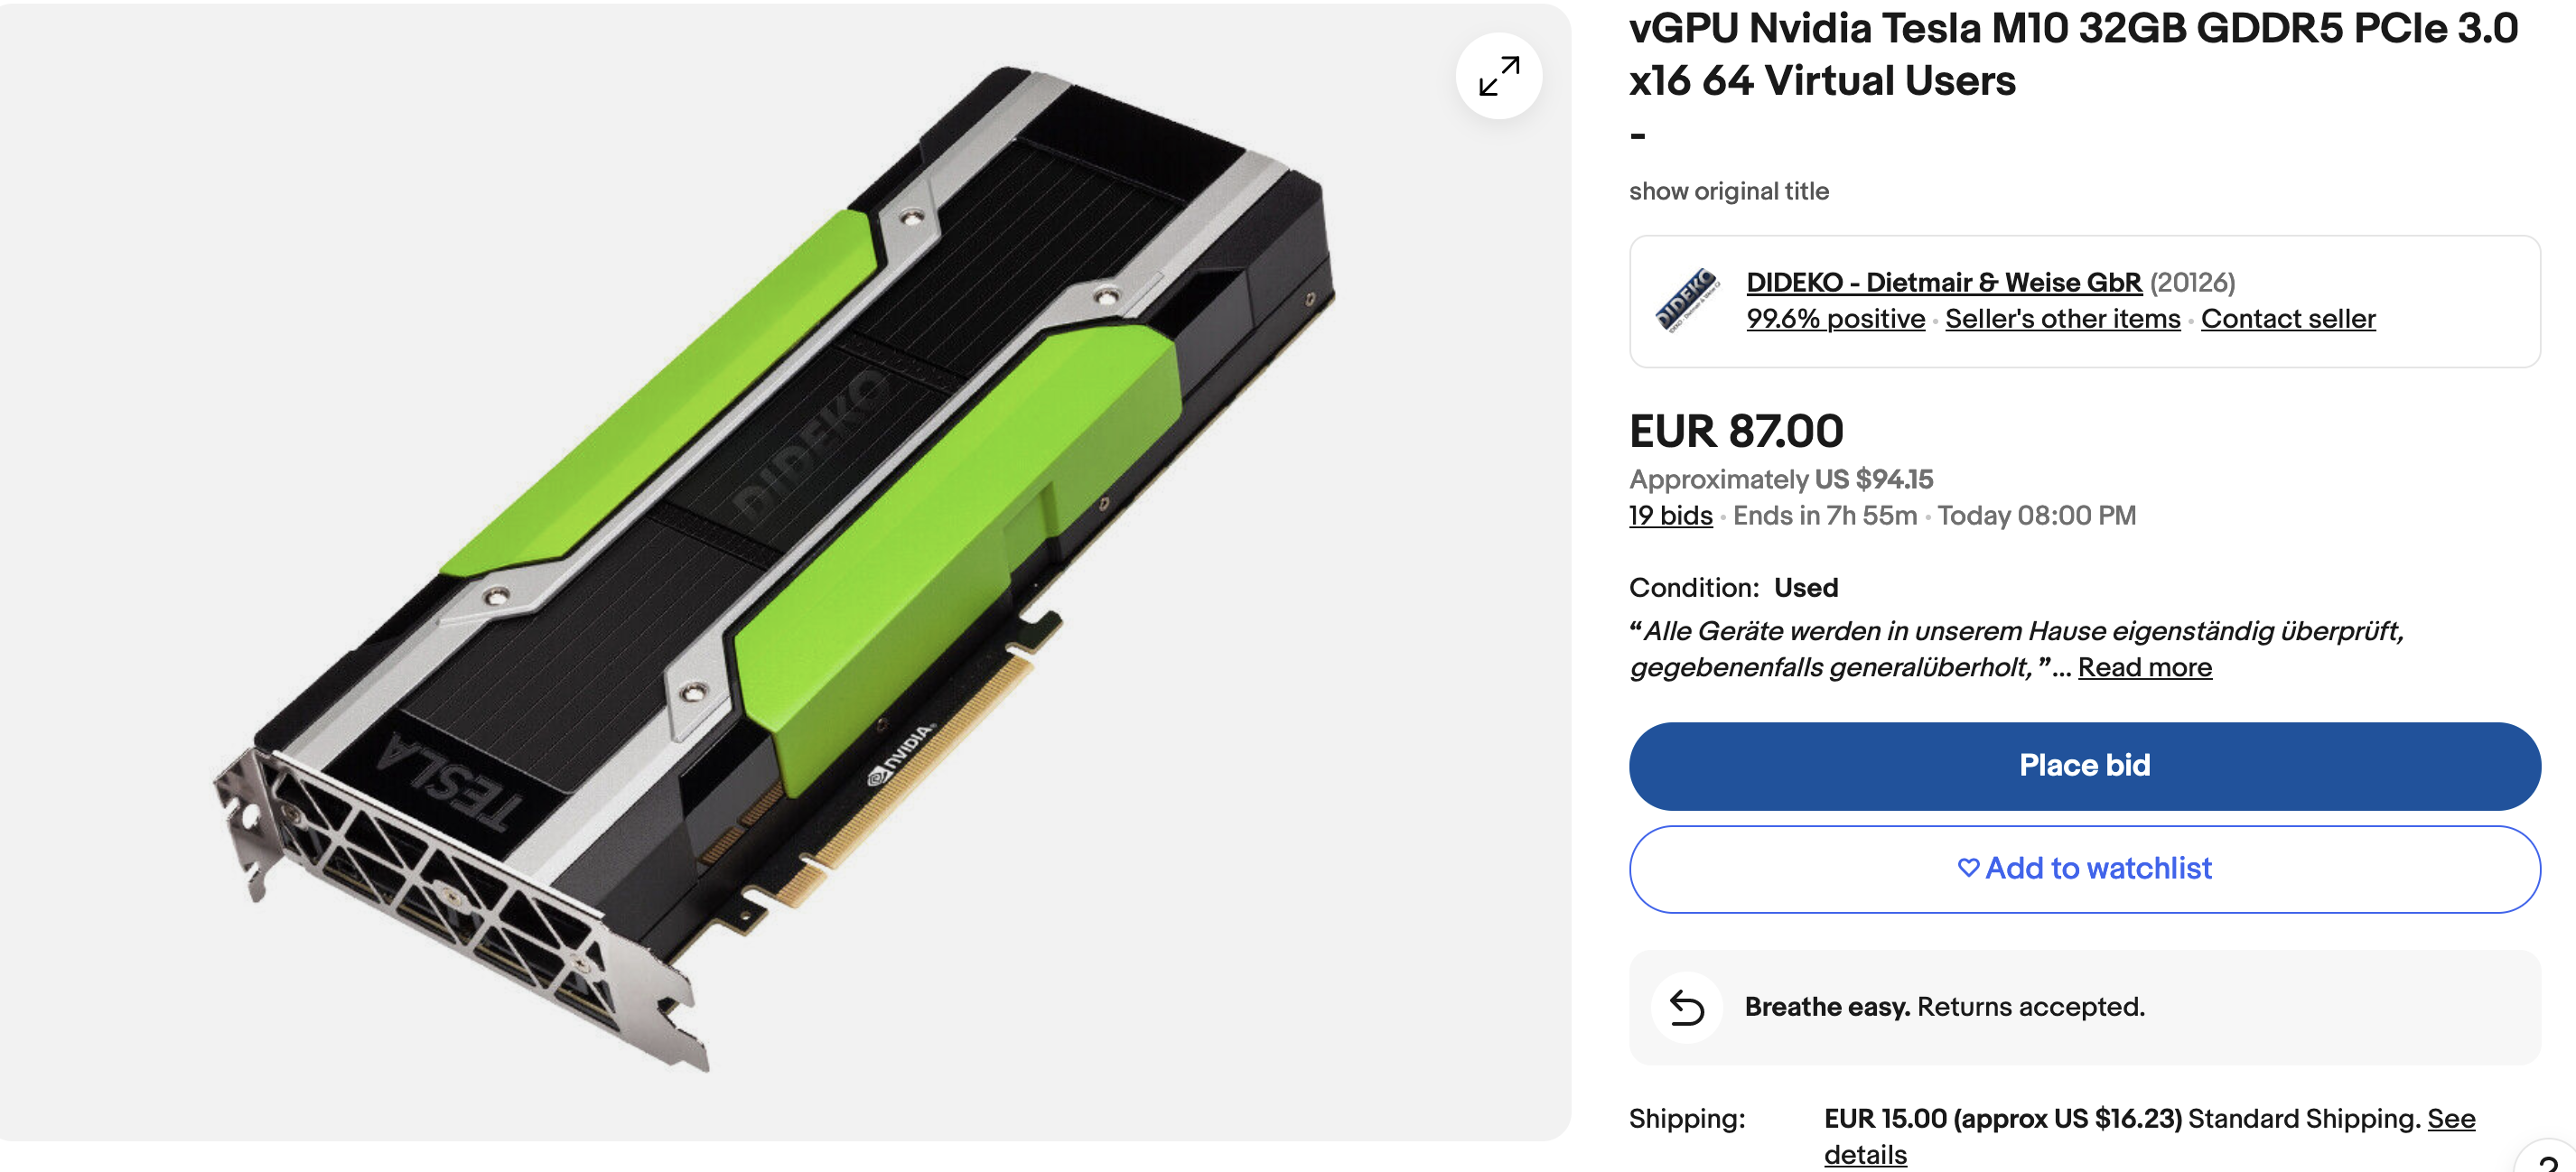 vGPU Nvidia Tesla M10 32GB GDDR5 PCIe 3.0
x16 64 Virtual Users
-
show original title
DIDEKO
DIDEKO - Dietmair & Weise GbR (20126)
99.6% positive • Seller's other items • Contact seller
EUR 87.00
Approximately US $94.15
19 bids • Ends in 7h 55m • Today 08:00 PM
Condition: Used
“Alle Geräte werden in unserem Hause eigenständig überprüft,
gegebenenfalls generalüberholt, ”... Read more
Place bid
Add to watchlist
Breathe easy. Returns accepted.
Shipping: EUR 15.00 (approx US $16.23) Standard Shipping. See
details
DIDEKO
TESLA
NVIDIA